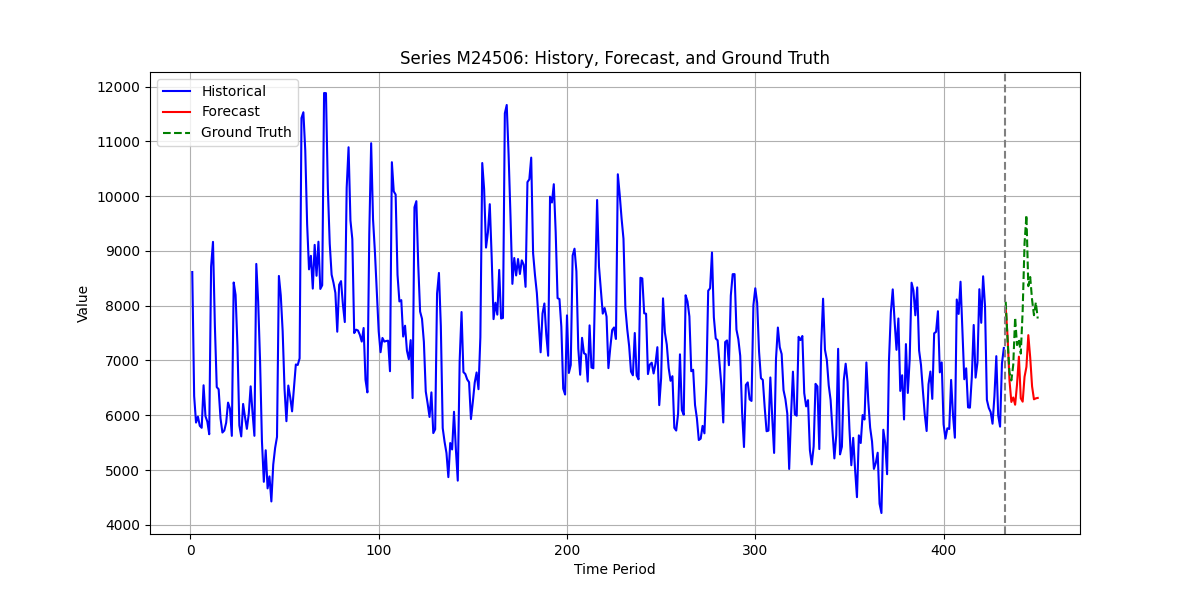 Series M24506: History, Forecast, and Ground Truth
Historical
Forecast
Ground Truth
12000
11000
10000
9000
8000
7000
6000
5000
4000
Value
0 100 200 300 400
Time Period